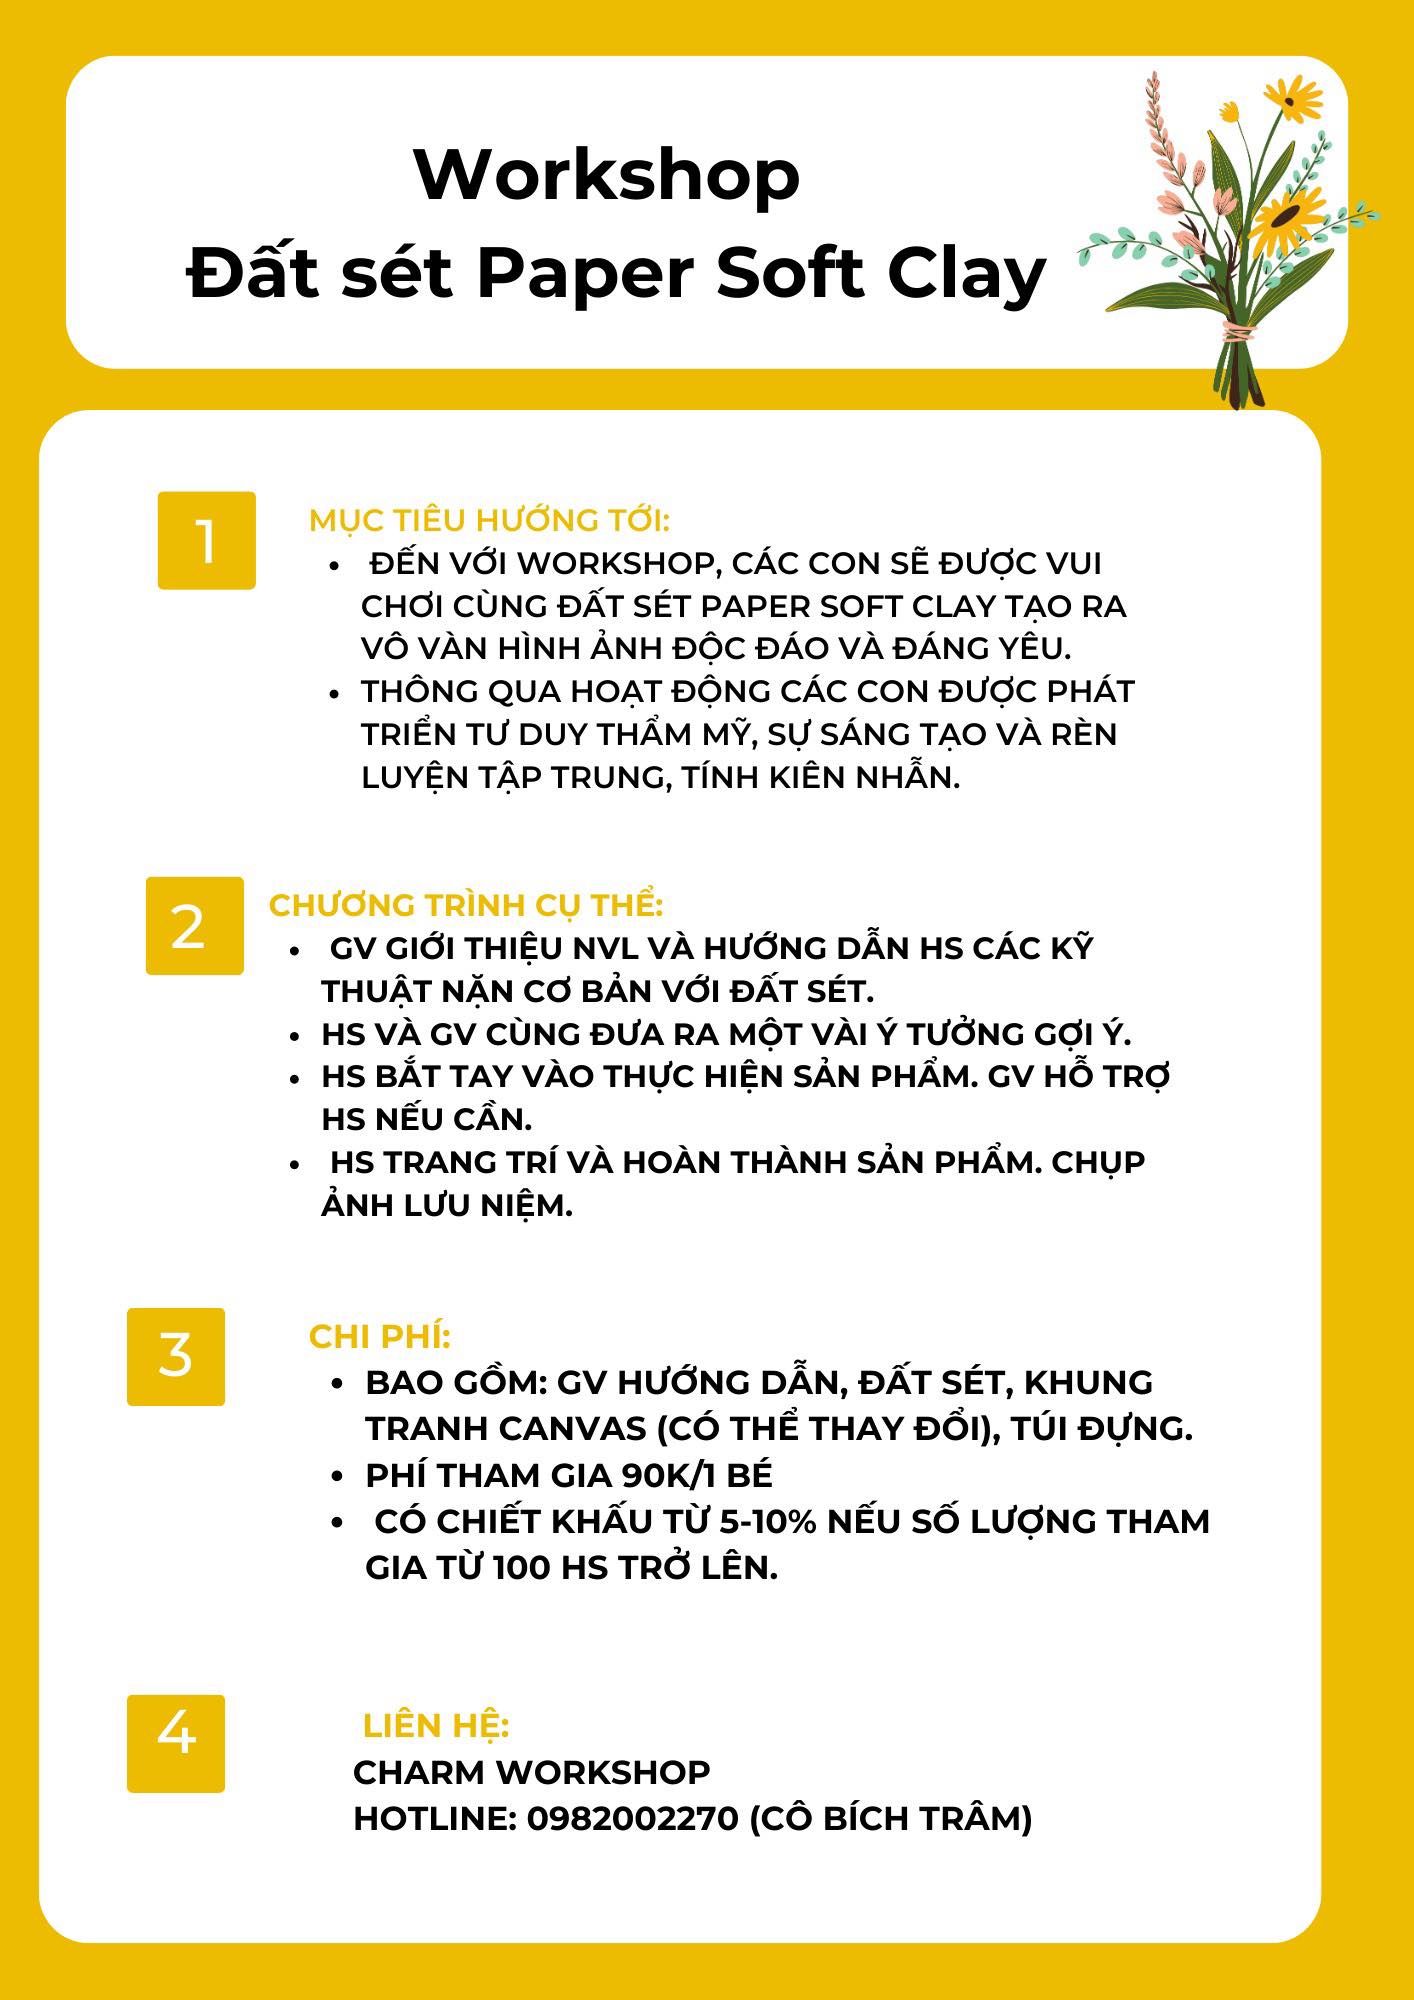 Workshop
Đất sét Paper Soft Clay
1
MỤC TIÊU HƯỚNG TỚI:
• ĐẾN VỚI WORKSHOP, CÁC CON SẼ ĐƯỢC VUI
CHƠI CÙNG ĐẤT SÉT PAPER SOFT CLAY TẠO RA
VÔ VÀN HÌNH ẢNH ĐỘC ĐÁO VÀ ĐÁNG YÊU.
• THÔNG QUA HOẠT ĐỘNG CÁC CON ĐƯỢC PHÁT
TRIỂN TƯ DUY THẨM MỸ, SỰ SÁNG TẠO VÀ RÈN
LUYỆN TẬP TRUNG, TÍNH KIÊN NHẪN.
2
CHƯƠNG TRÌNH CỤ THỂ:
• GV GIỚI THIỆU NVL VÀ HƯỚNG DẪN HS CÁC KỸ
THUẬT NẶN CƠ BẢN VỚI ĐẤT SÉT.
• HS VÀ GV CÙNG ĐƯA RA MỘT VÀI Ý TƯỞNG GỢI Ý.
• HS BẮT TAY VÀO THỰC HIỆN SẢN PHẨM. GV HỖ TRỢ
HS NẾU CẦN.
• HS TRANG TRÍ VÀ HOÀN THÀNH SẢN PHẨM. CHỤP
ẢNH LƯU NIỆM.
3
CHI PHÍ:
• BAO GỒM: GV HƯỚNG DẪN, ĐẤT SÉT, KHUNG
TRANH CANVAS (CÓ THỂ THAY ĐỔI), TÚI ĐỰNG.
• PHÍ THAM GIA 90K/1 BÉ
• CÓ CHIẾT KHẤU TỪ 5-10% NẾU SỐ LƯỢNG THAM
GIA TỪ 100 HS TRỞ LÊN.
4
LIÊN HỆ:
CHARM WORKSHOP
HOTLINE: 0982002270 (CÔ BÍCH TRÂM)